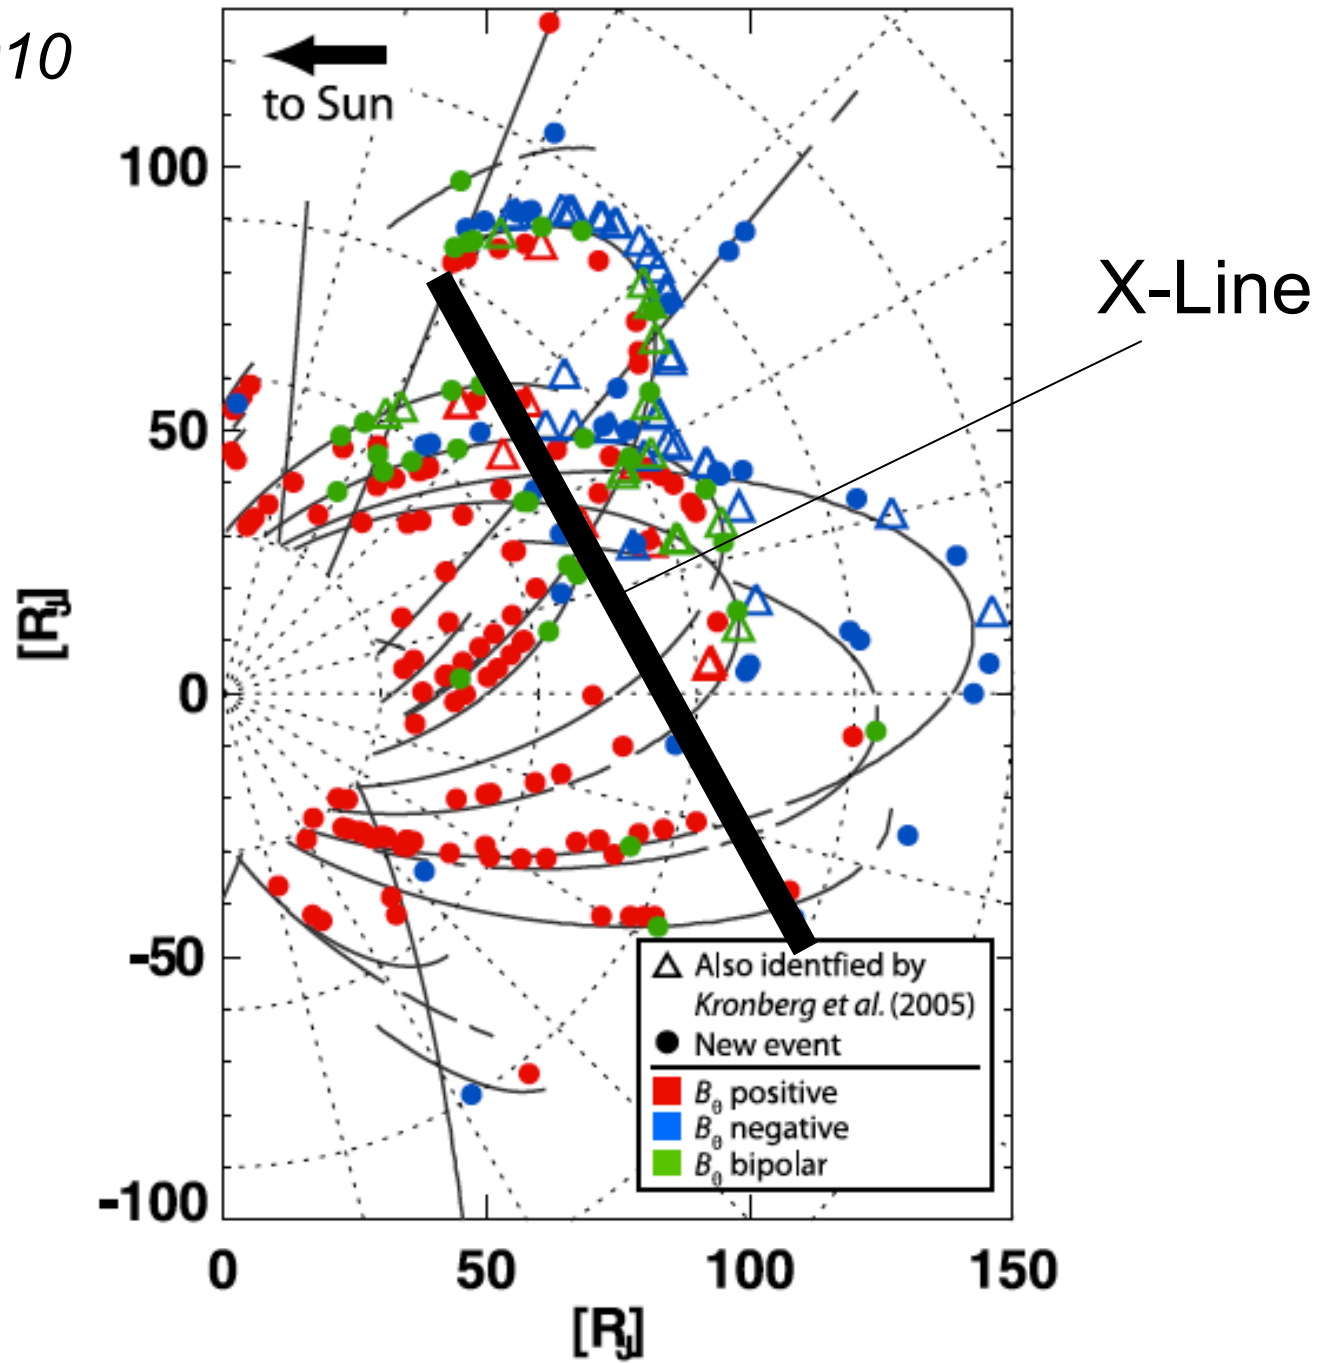 10
to Sun
X-Line
100
50
0
-50
-100
[RJ]
△ Also identfied by
Kronberg et al. (2005)
● New event
Bθ positive
Bθ negative
Bθ bipolar
0 50 100 150
[RJ]